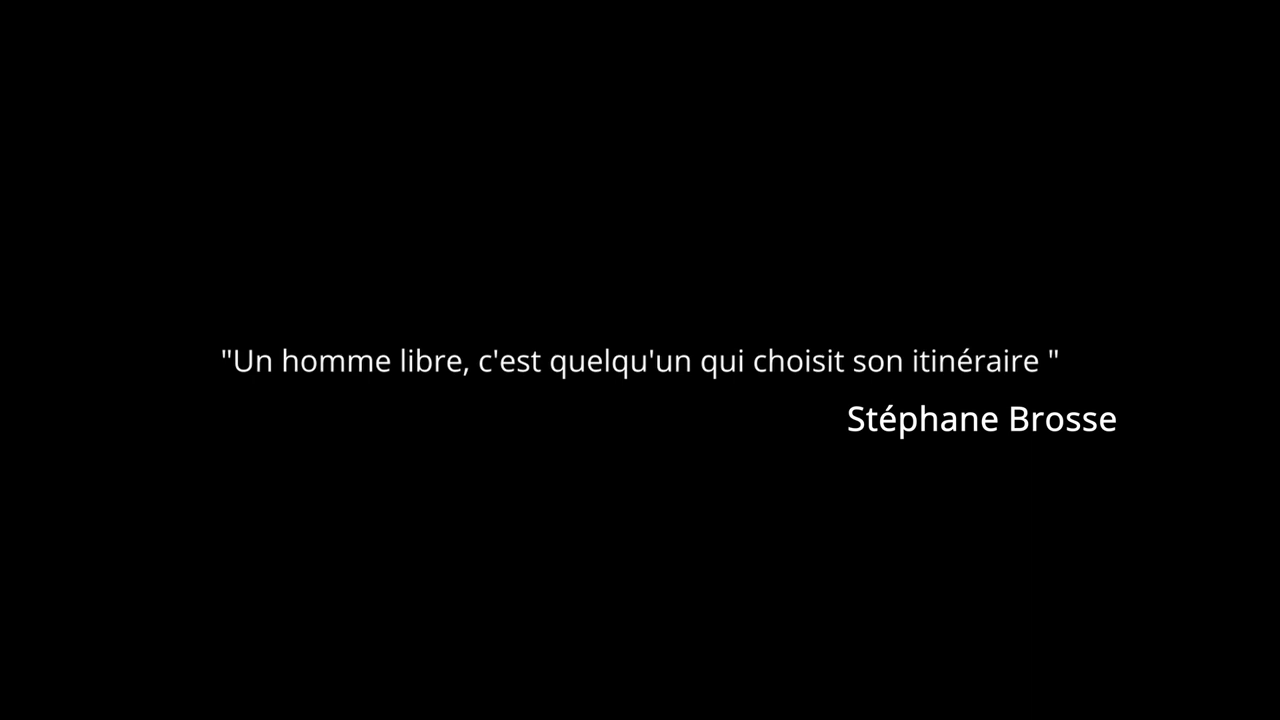 "Un homme libre, c'est quelqu'un qui choisit son itinéraire "
Stéphane Brosse